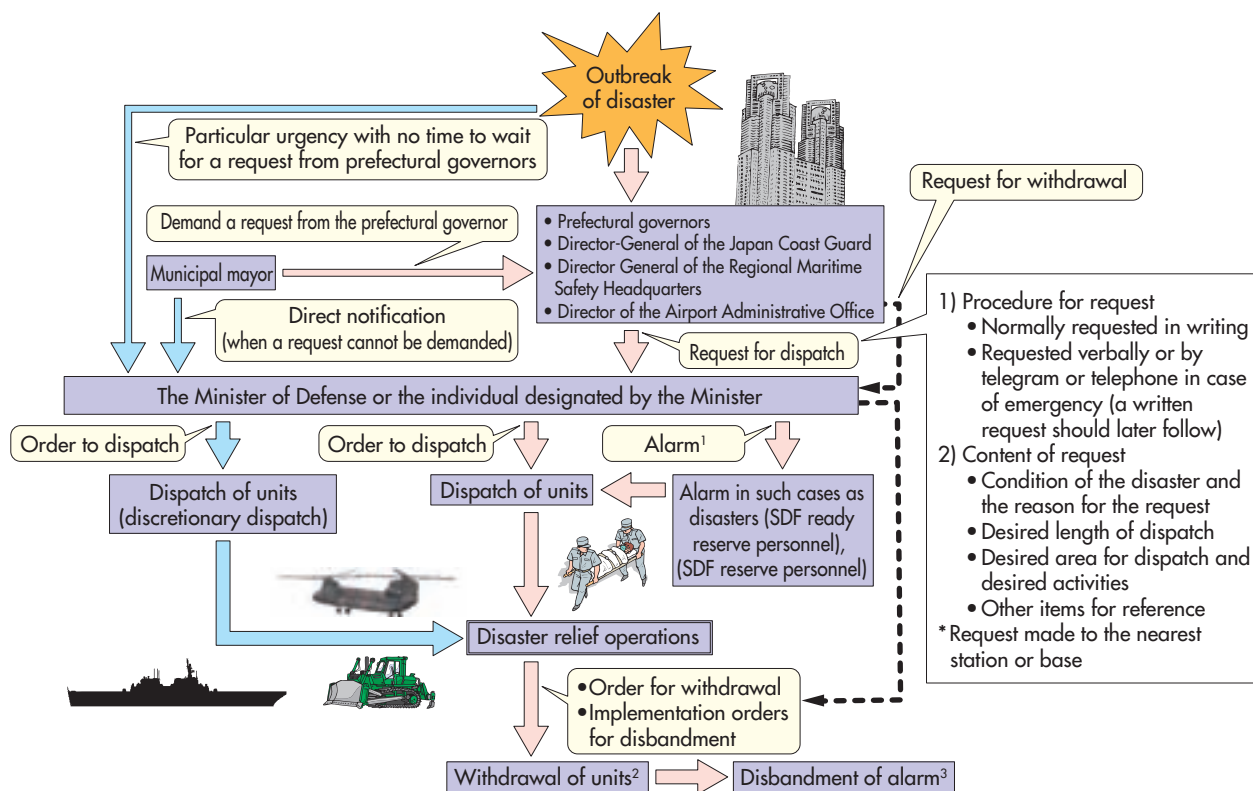 Outbreak
of disaster
Particular urgency with no time to wait
for a request from prefectural governors
Request for withdrawal
Demand a request from the prefectural governor
• Prefectural governors
• Director-General of the Japan Coast Guard
• Director General of the Regional Maritime
Safety Headquarters
• Director of the Airport Administrative Office
Municipal mayor
Direct notification
(when a request cannot be demanded)
Request for dispatch
1) Procedure for request
• Normally requested in writing
• Requested verbally or by
telegram or telephone in case
of emergency (a written
request should later follow)
2) Content of request
• Condition of the disaster and
the reason for the request
• Desired length of dispatch
• Desired area for dispatch and
desired activities
• Other items for reference
* Request made to the nearest
station or base
The Minister of Defense or the individual designated by the Minister
Order to dispatch
Order to dispatch
Alarm¹
Dispatch of units
(discretionary dispatch)
Dispatch of units
Alarm in such cases as
disasters (SDF ready
reserve personnel),
(SDF reserve personnel)
Disaster relief operations
• Order for withdrawal
• Implementation orders
for disbandment
Withdrawal of units²
Disbandment of alarm³